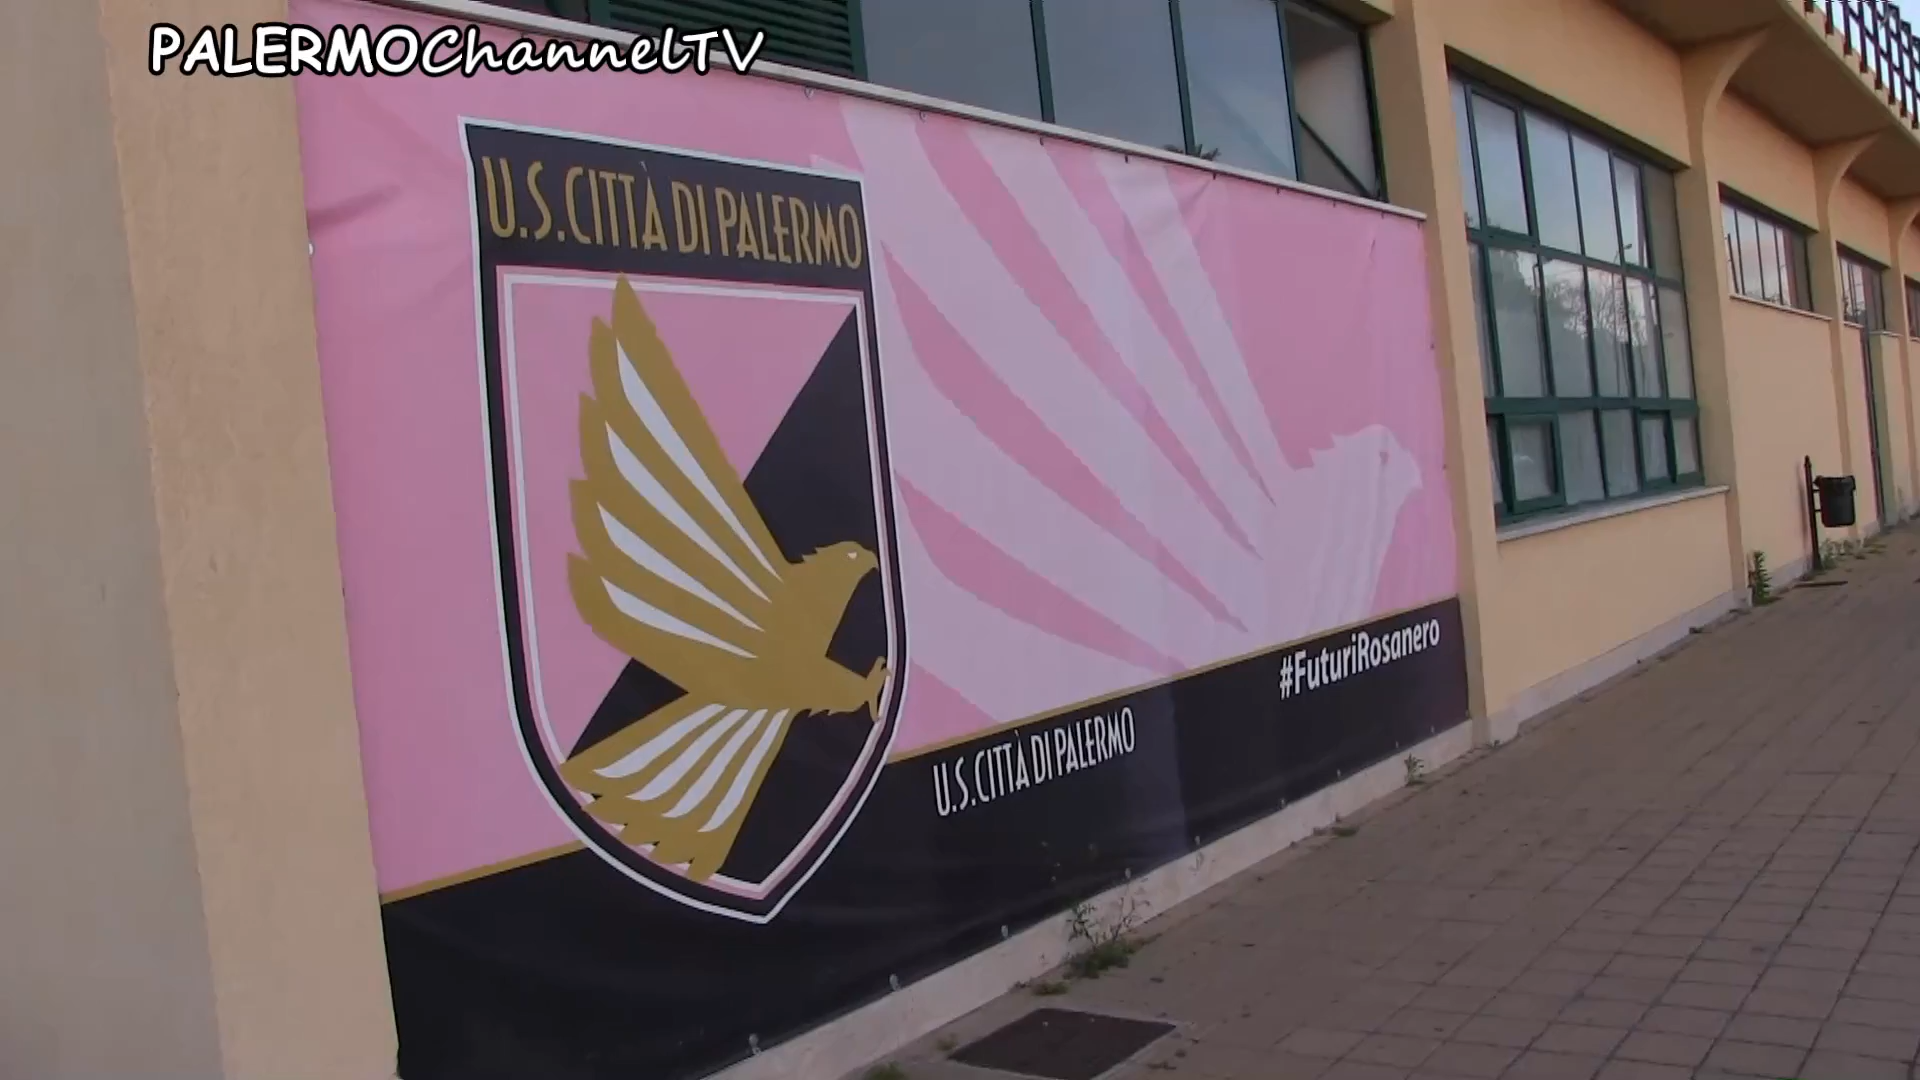 PALERMOChannelTV
U.S.CITTÀ DI PALERMO
U.S.CITTÀ DI PALERMO
#FuturiRosanero